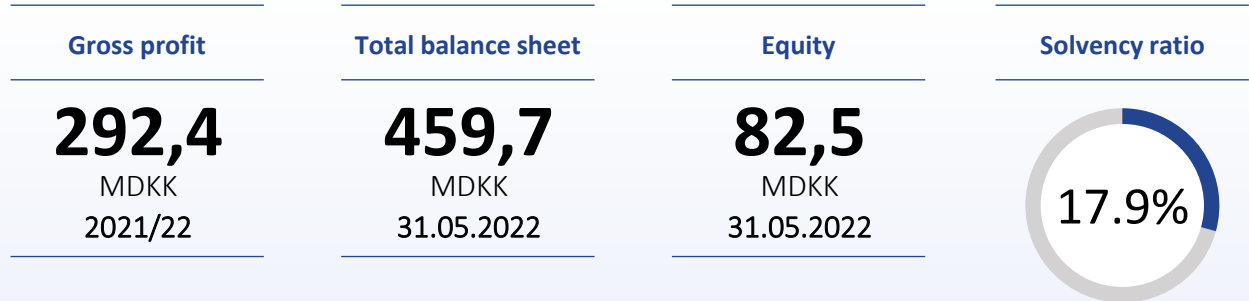 Gross profit
292,4
MDKK
2021/22
Total balance sheet
459,7
MDKK
31.05.2022
Equity
82,5
MDKK
31.05.2022
Solvency ratio
17.9%